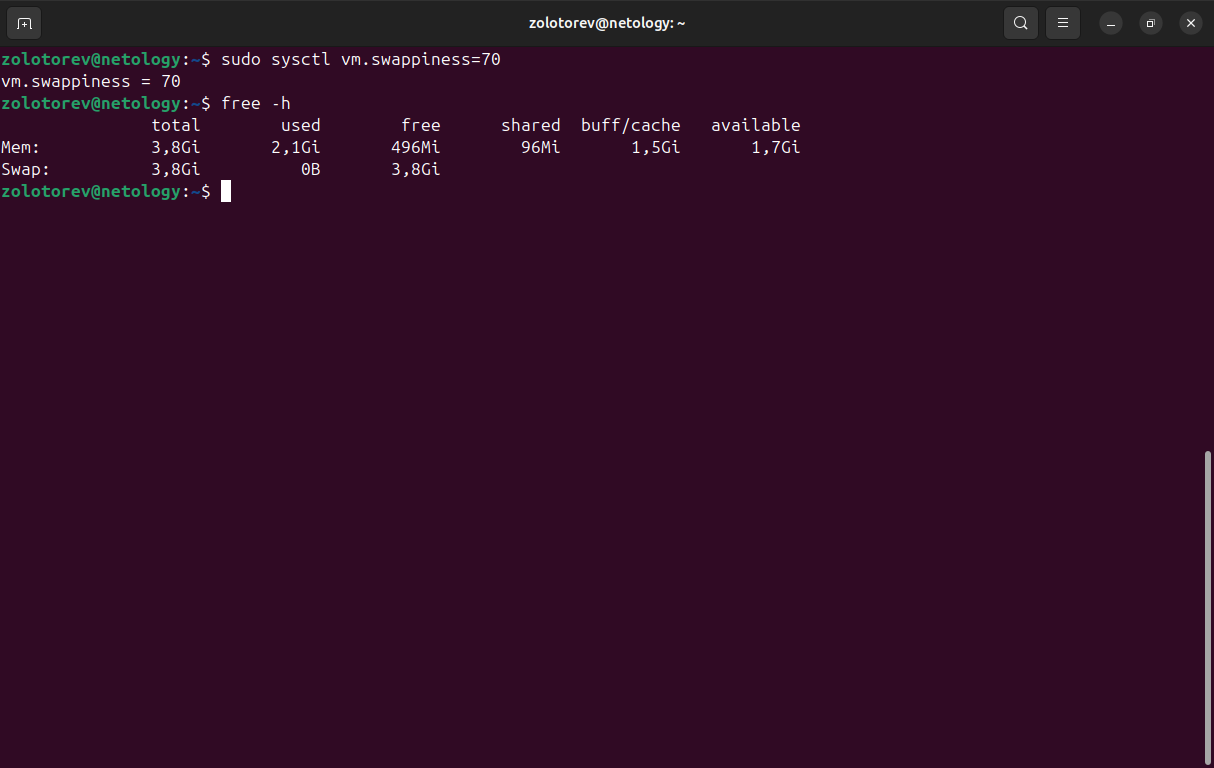 zolotorev@netology: ~
zolotorev@netology:~$ sudo sysctl vm.swappiness=70
vm.swappiness = 70
zolotorev@netology:~$ free -h
               total        used        free      shared  buff/cache   available
Mem:           3,8Gi       2,1Gi       496Mi        96Mi       1,5Gi       1,7Gi
Swap:          3,8Gi          0B       3,8Gi
zolotorev@netology:~$